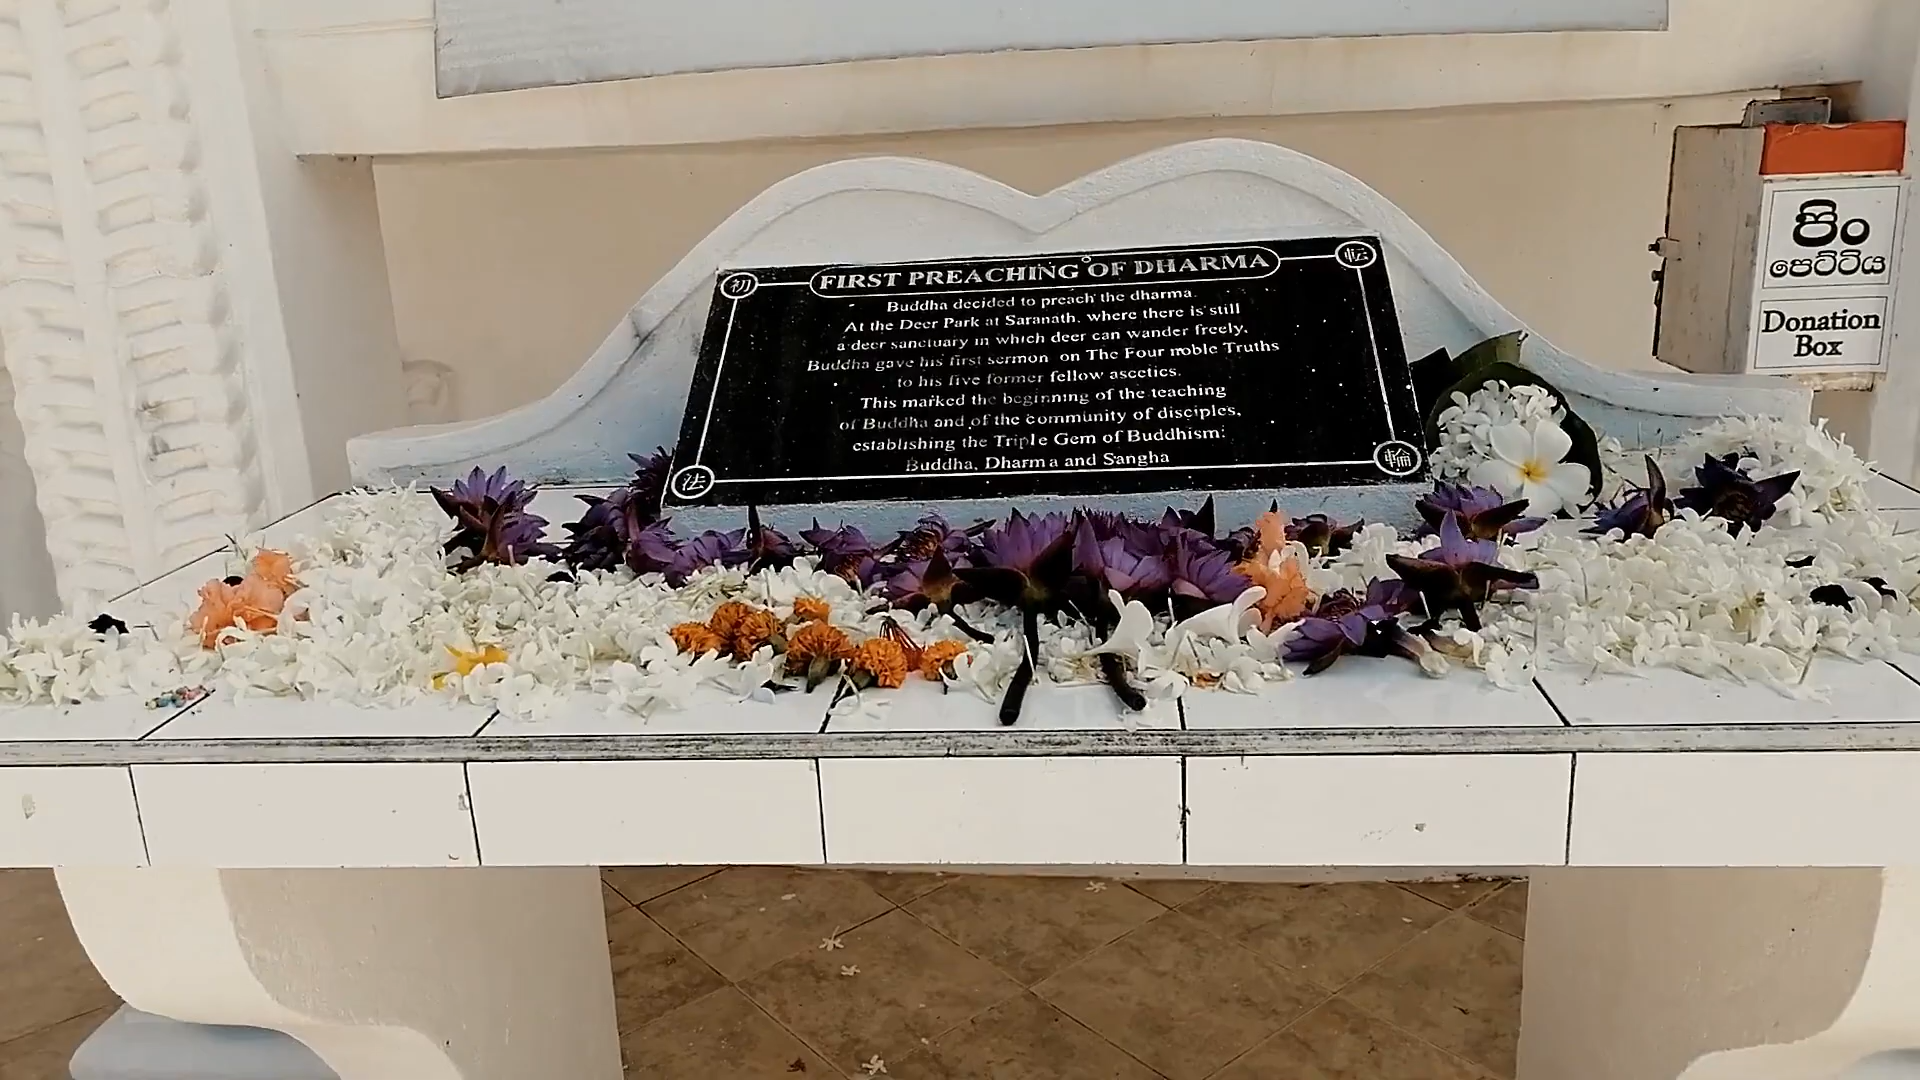 初
FIRST PREACHING OF DHARMA
転
Buddha decided to preach the dharma.
At the Deer Park at Saranath, where there is still
a deer sanctuary in which deer can wander freely,
Buddha gave his first sermon on The Four noble Truths
to his five former fellow ascetics.
This marked the beginning of the teaching
of Buddha and of the community of disciples,
establishing the Triple Gem of Buddhism:
Buddha, Dharma and Sangha
法
輪
පිං
පෙට්ටිය
Donation
Box